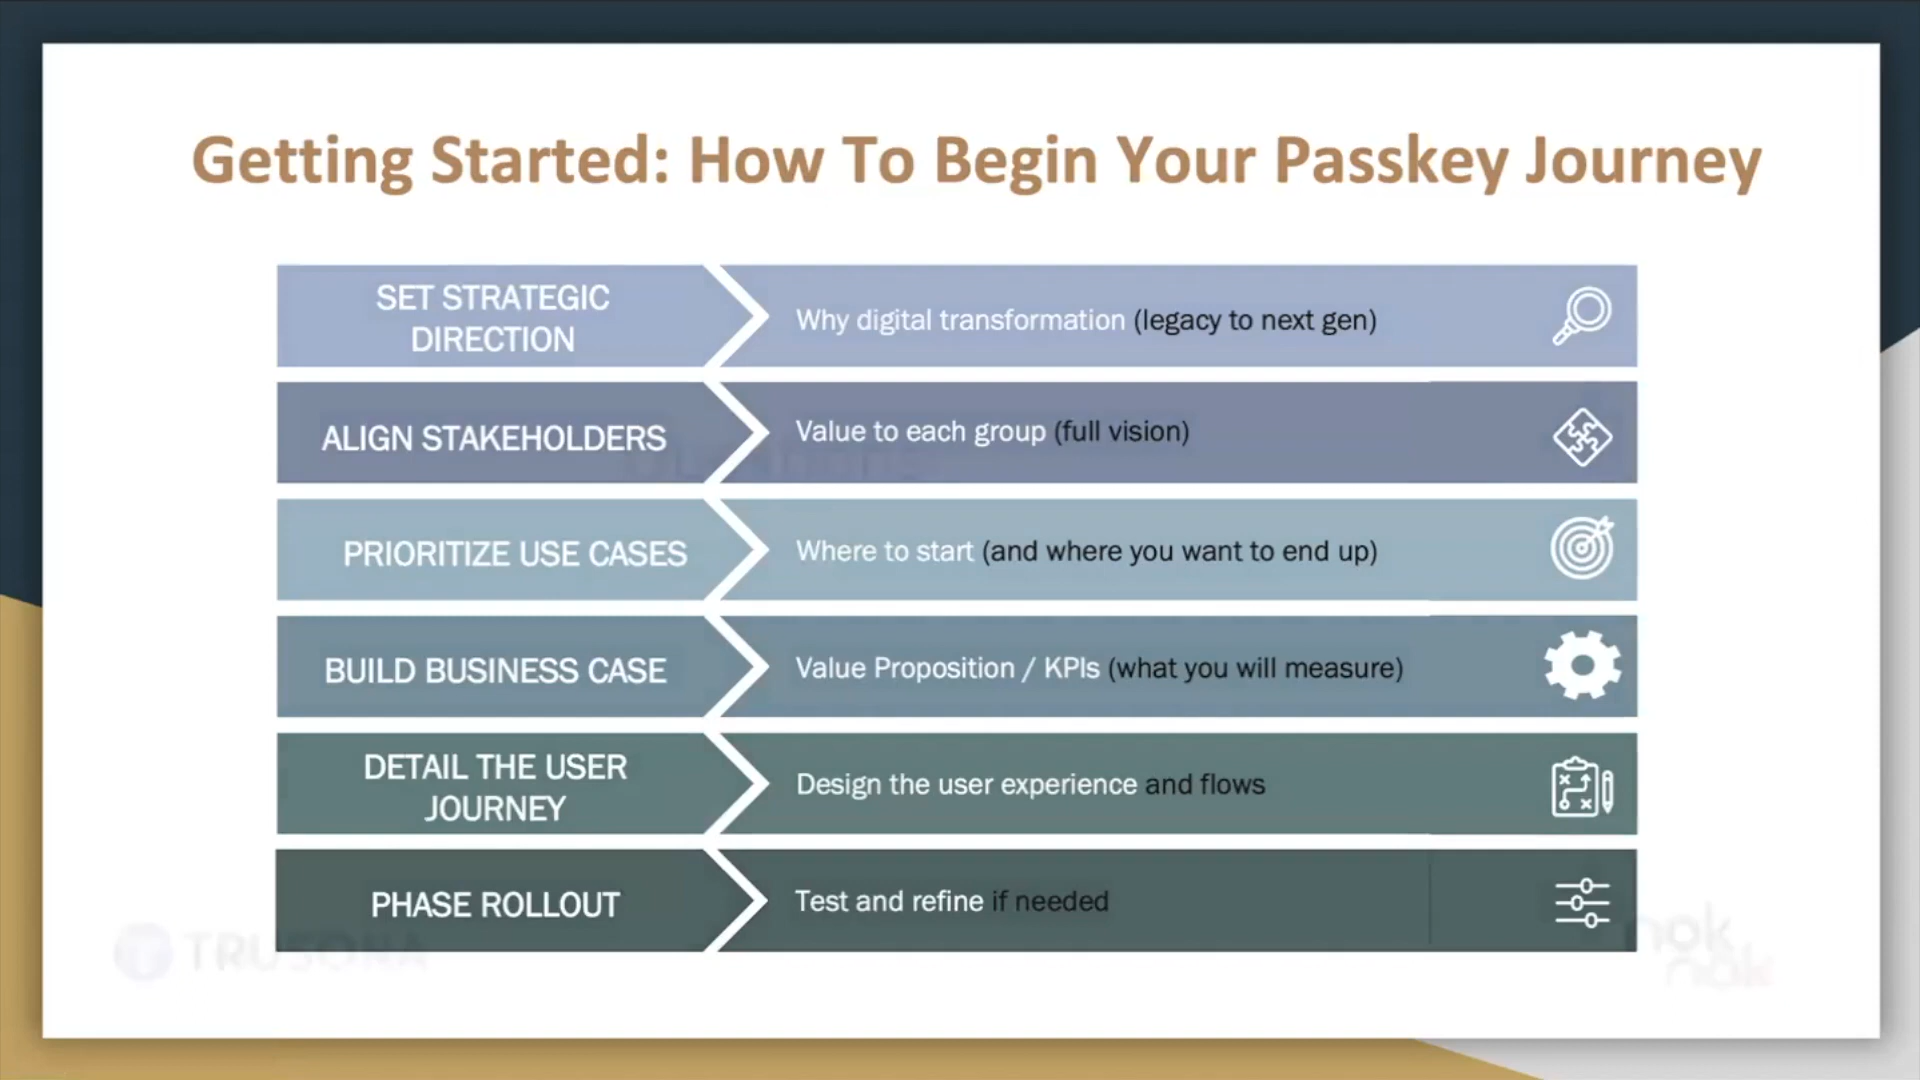 Getting Started: How To Begin Your Passkey Journey
SET STRATEGIC
DIRECTION
Why digital transformation (legacy to next gen)
ALIGN STAKEHOLDERS
Value to each group (full vision)
PRIORITIZE USE CASES
Where to start (and where you want to end up)
BUILD BUSINESS CASE
Value Proposition / KPIs (what you will measure)
DETAIL THE USER
JOURNEY
Design the user experience and flows
PHASE ROLLOUT
Test and refine if needed
TRUSONA
nok
nok